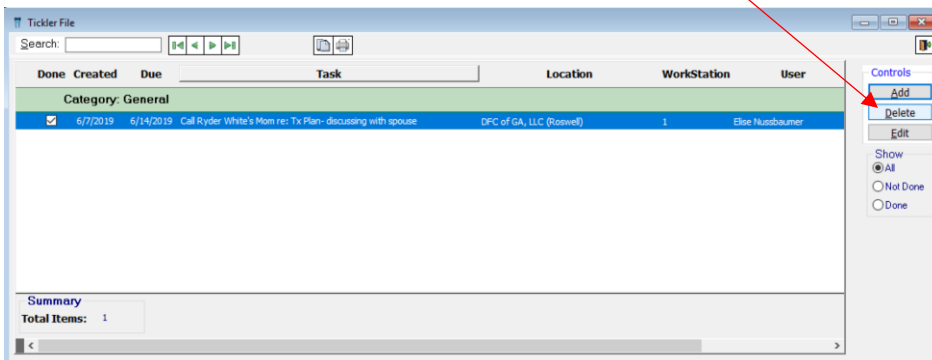 Tickler File
Search:
Done Created Due Task Location WorkStation User
Category: General
6/7/2019 6/14/2019 Call Ryder White's Mom re: Tx Plan- discussing with spouse DFC of GA, LLC (Roswell) 1 Elise Nussbaumer
Controls
Add
Delete
Edit
Show
All
Not Done
Done
Summary
Total Items: 1